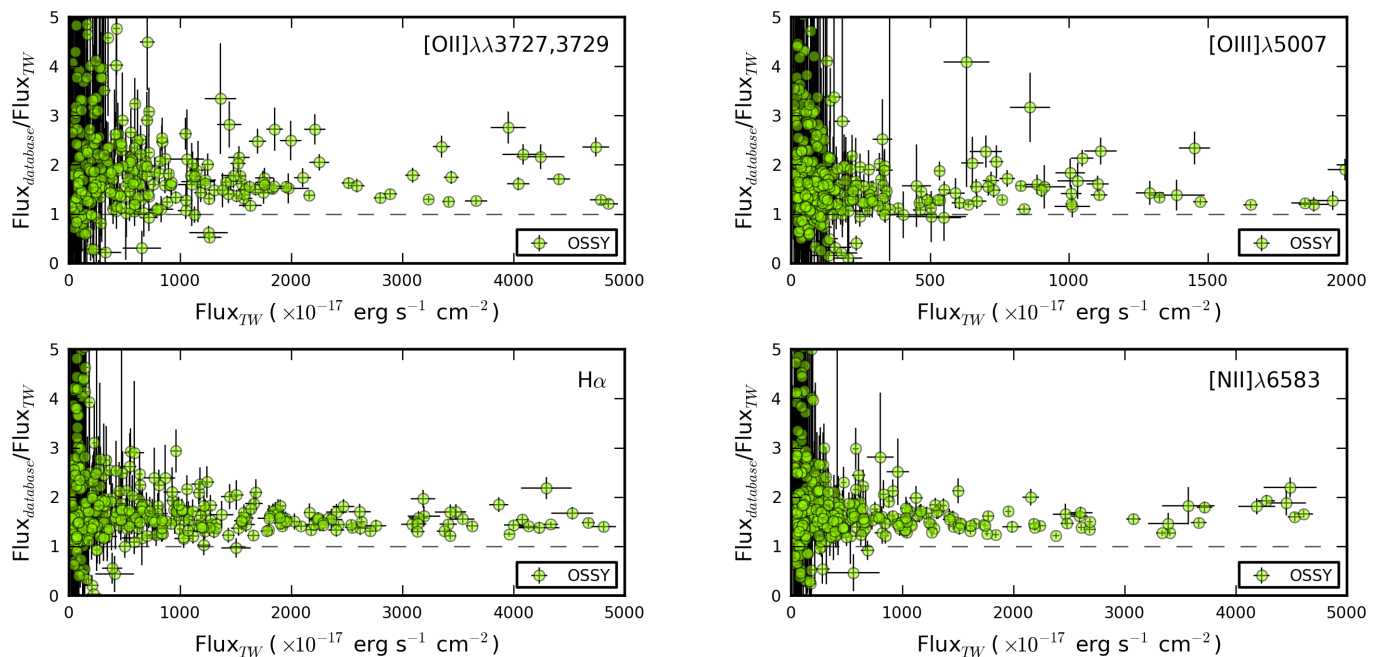 [OII]λλ3727,3729
Flux_database/Flux_TW
5
4
3
2
1
0
OSSY
0 1000 2000 3000 4000 5000
Flux_TW ( ×10^−17 erg s^−1 cm^−2 )
[OIII]λ5007
Flux_database/Flux_TW
5
4
3
2
1
0
OSSY
0 500 1000 1500 2000
Flux_TW ( ×10^−17 erg s^−1 cm^−2 )
Hα
Flux_database/Flux_TW
5
4
3
2
1
0
OSSY
0 1000 2000 3000 4000 5000
Flux_TW ( ×10^−17 erg s^−1 cm^−2 )
[NII]λ6583
Flux_database/Flux_TW
5
4
3
2
1
0
OSSY
0 1000 2000 3000 4000 5000
Flux_TW ( ×10^−17 erg s^−1 cm^−2 )